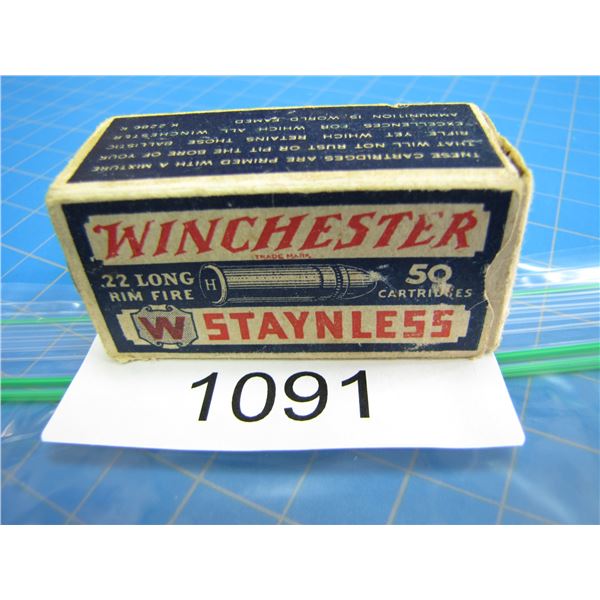 THESE CARTRIDGES ARE PRIMED WITH A MIXTURE
THAT WILL NOT RUST OR PIT THE BORE OF YOUR
RIFLE, YET WHICH RETAINS THOSE BALLISTIC
EXCELLENCES FOR WHICH ALL WINCHESTER
AMMUNITION IS WORLD FAMED
K 2286 R
WINCHESTER
TRADE MARK
.22 LONG
RIM FIRE
H
50
CARTRIDGES
W STAYNLESS
1091